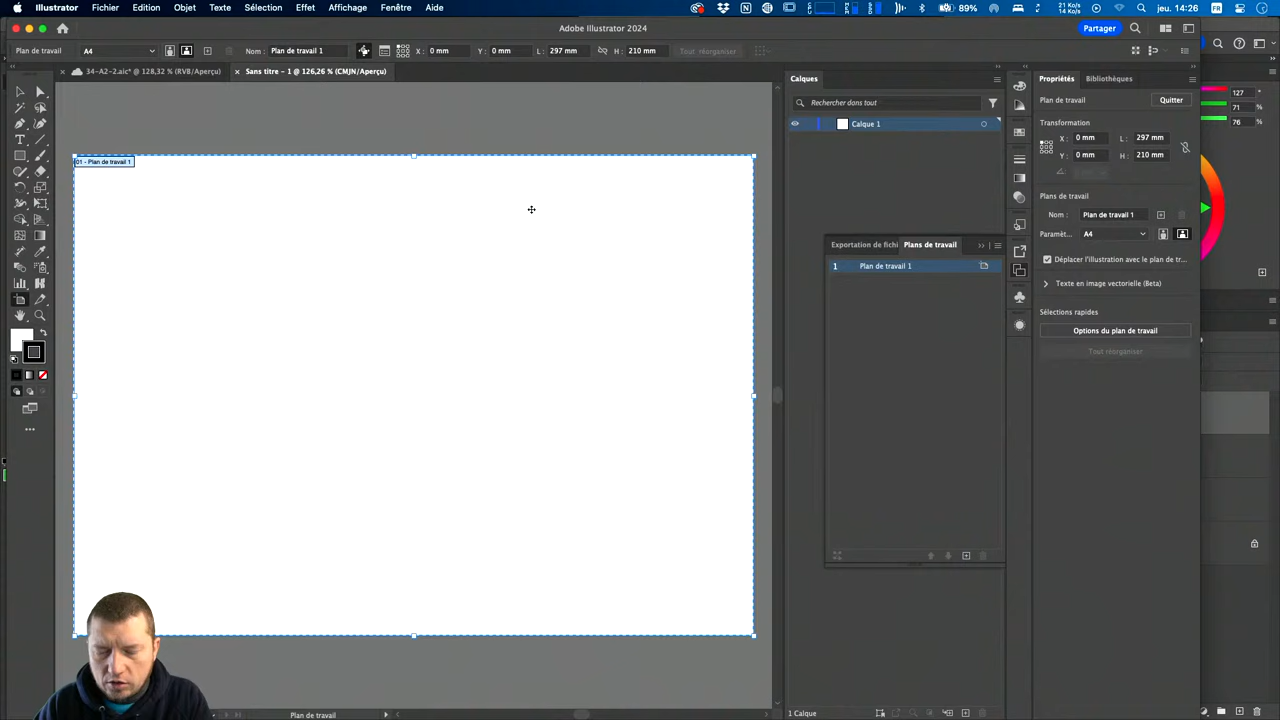 Illustrator Fichier Edition Objet Texte Sélection Effet Affichage Fenêtre Aide
21 Ko/s
14 Ko/s
89% FR jeu. 14:26
Adobe Illustrator 2024
Partager
Plan de travail A4 Nom : Plan de travail 1 X : 0 mm Y : 0 mm L : 297 mm H : 210 mm Tout réorganiser
34-A2-2.aic* @ 128,32 % (RVB/Aperçu)
Sans titre - 1 @ 126,26 % (CMJN/Aperçu)
Calques
Rechercher dans tout
Calque 1
Propriétés Bibliothèques
Plan de travail Quitter
Transformation
X : 0 mm L : 297 mm
Y : 0 mm H : 210 mm
Plans de travail
Nom : Plan de travail 1
Paramèt... A4
Déplacer l'illustration avec le plan de tr...
Texte en image vectorielle (Beta)
Sélections rapides
Options du plan de travail
Tout réorganiser
127 °
71 %
76 %
01 - Plan de travail 1
Exportation de fichi Plans de travail
1 Plan de travail 1
Plan de travail
1 Calque